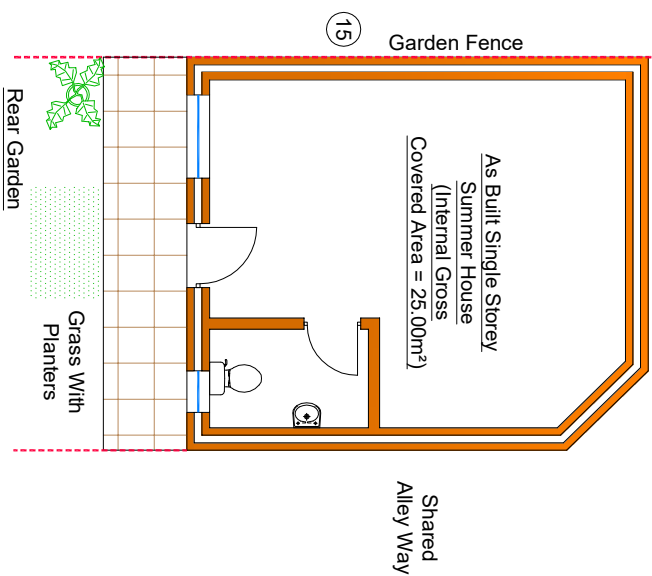 15
Garden Fence
As Built Single Storey
Summer House
(Internal Gross
Covered Area = 25.00m²)
Rear Garden
Grass With
Planters
Shared
Alley Way